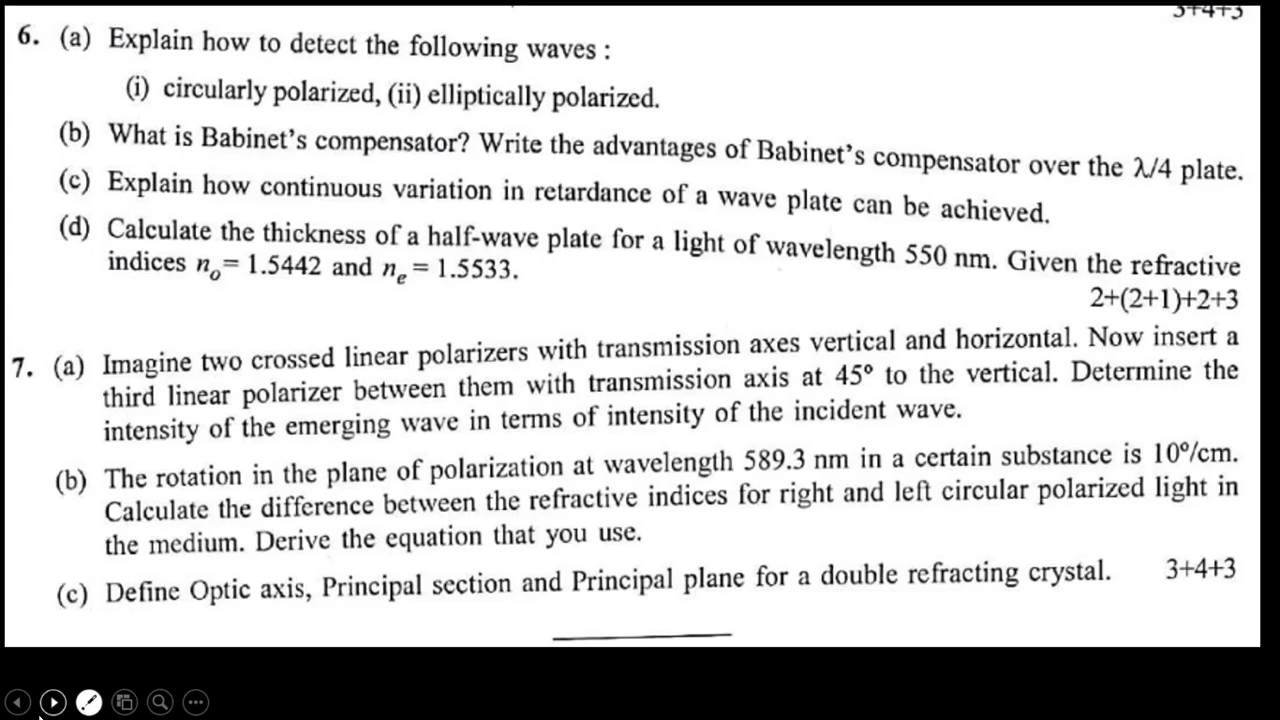 3+4+3
6. (a) Explain how to detect the following waves :
(i) circularly polarized, (ii) elliptically polarized.
(b) What is Babinet's compensator? Write the advantages of Babinet's compensator over the λ/4 plate.
(c) Explain how continuous variation in retardance of a wave plate can be achieved.
(d) Calculate the thickness of a half-wave plate for a light of wavelength 550 nm. Given the refractive
indices nₒ = 1.5442 and nₑ = 1.5533.
2+(2+1)+2+3
7. (a) Imagine two crossed linear polarizers with transmission axes vertical and horizontal. Now insert a
third linear polarizer between them with transmission axis at 45° to the vertical. Determine the
intensity of the emerging wave in terms of intensity of the incident wave.
(b) The rotation in the plane of polarization at wavelength 589.3 nm in a certain substance is 10°/cm.
Calculate the difference between the refractive indices for right and left circular polarized light in
the medium. Derive the equation that you use.
(c) Define Optic axis, Principal section and Principal plane for a double refracting crystal. 3+4+3